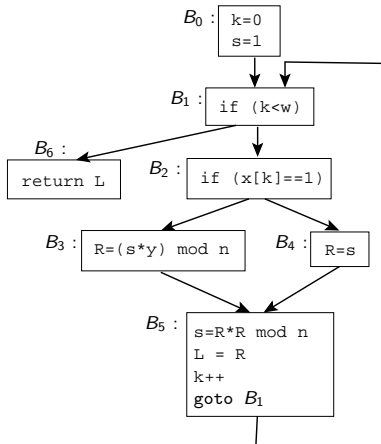 B0 :
k=0
s=1
B1 :
if (k<w)
B6 :
return L
B2 :
if (x[k]==1)
B3 :
R=(s*y) mod n
B4 :
R=s
B5 :
s=R*R mod n
L = R
k++
goto B1